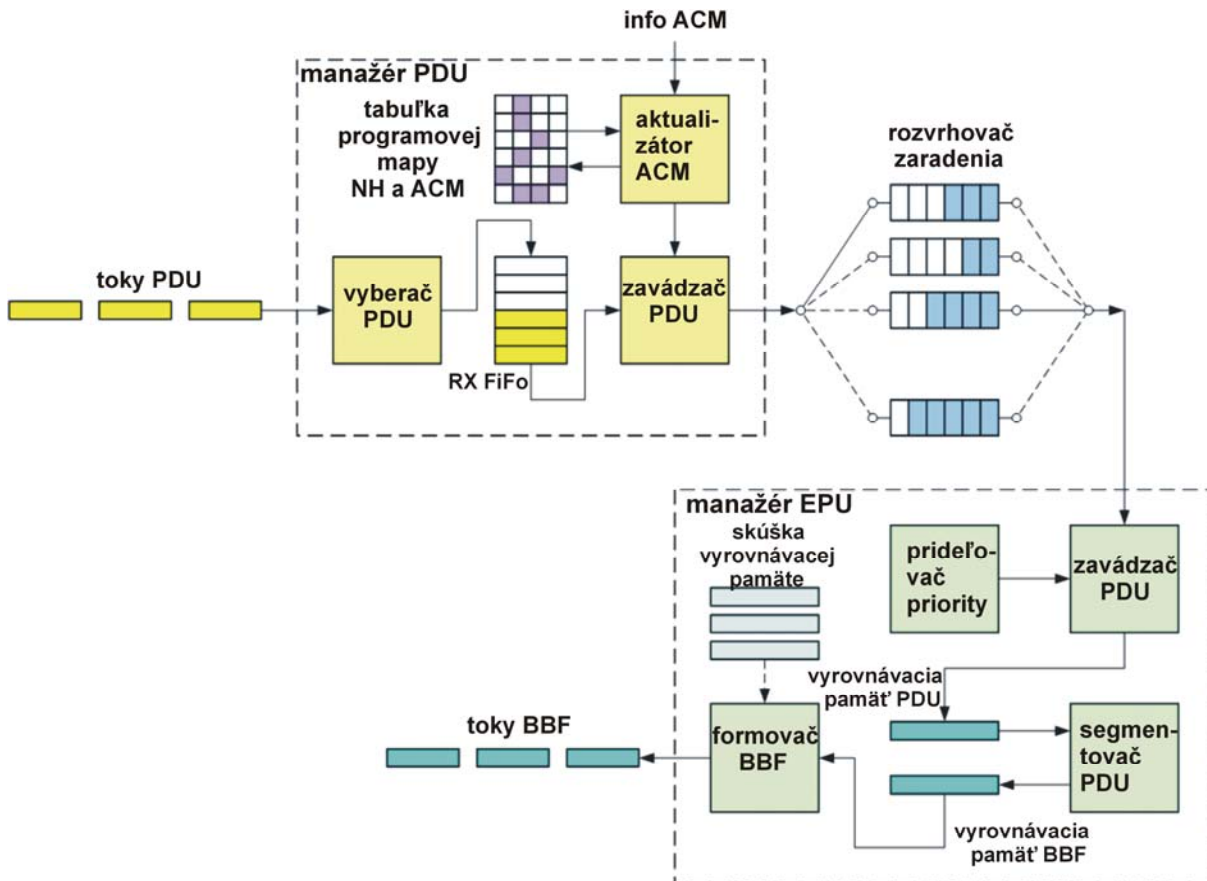 info ACM
manažér PDU
tabuľka
programovej
mapy
NH a ACM
aktuali-
zátor
ACM
rozvrhovač
zaradenia
toky PDU
vyberač
PDU
RX FiFo
zavádzač
PDU
manažér EPU
skúška
vyrovnávacej
pamäte
prideľo-
vač
priority
zavádzač
PDU
vyrovnávacia
pamäť PDU
toky BBF
formovač
BBF
segmen-
tovač
PDU
vyrovnávacia
pamäť BBF